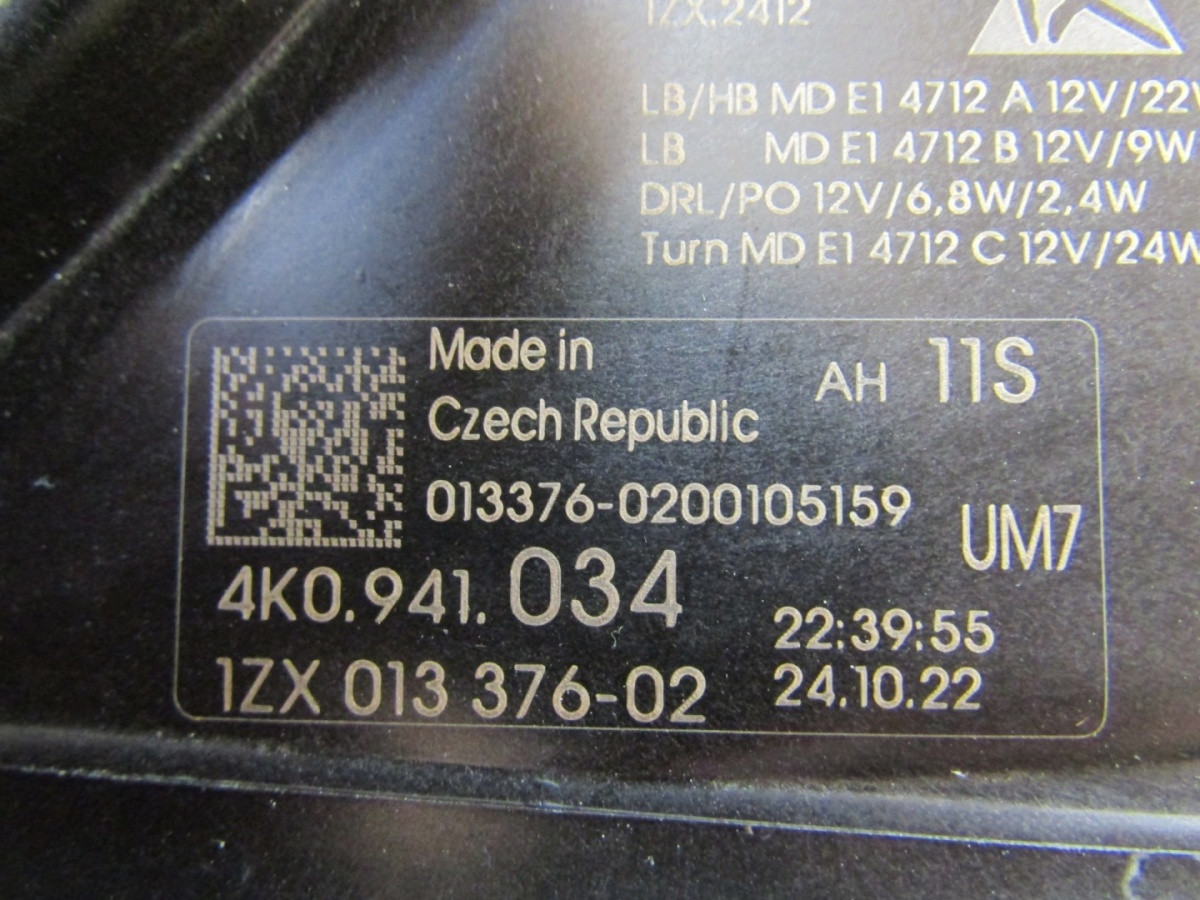 1ZX.2412
LB/HB MD E1 4712 A 12V/22
LB MD E1 4712 B 12V/9W
DRL/PO 12V/6,8W/2,4W
Turn MD E1 4712 C 12V/24W
Made in
Czech Republic
AH 11S
013376-0200105159
UM7
4K0.941.034
22:39:55
1ZX 013 376-02
24.10.22